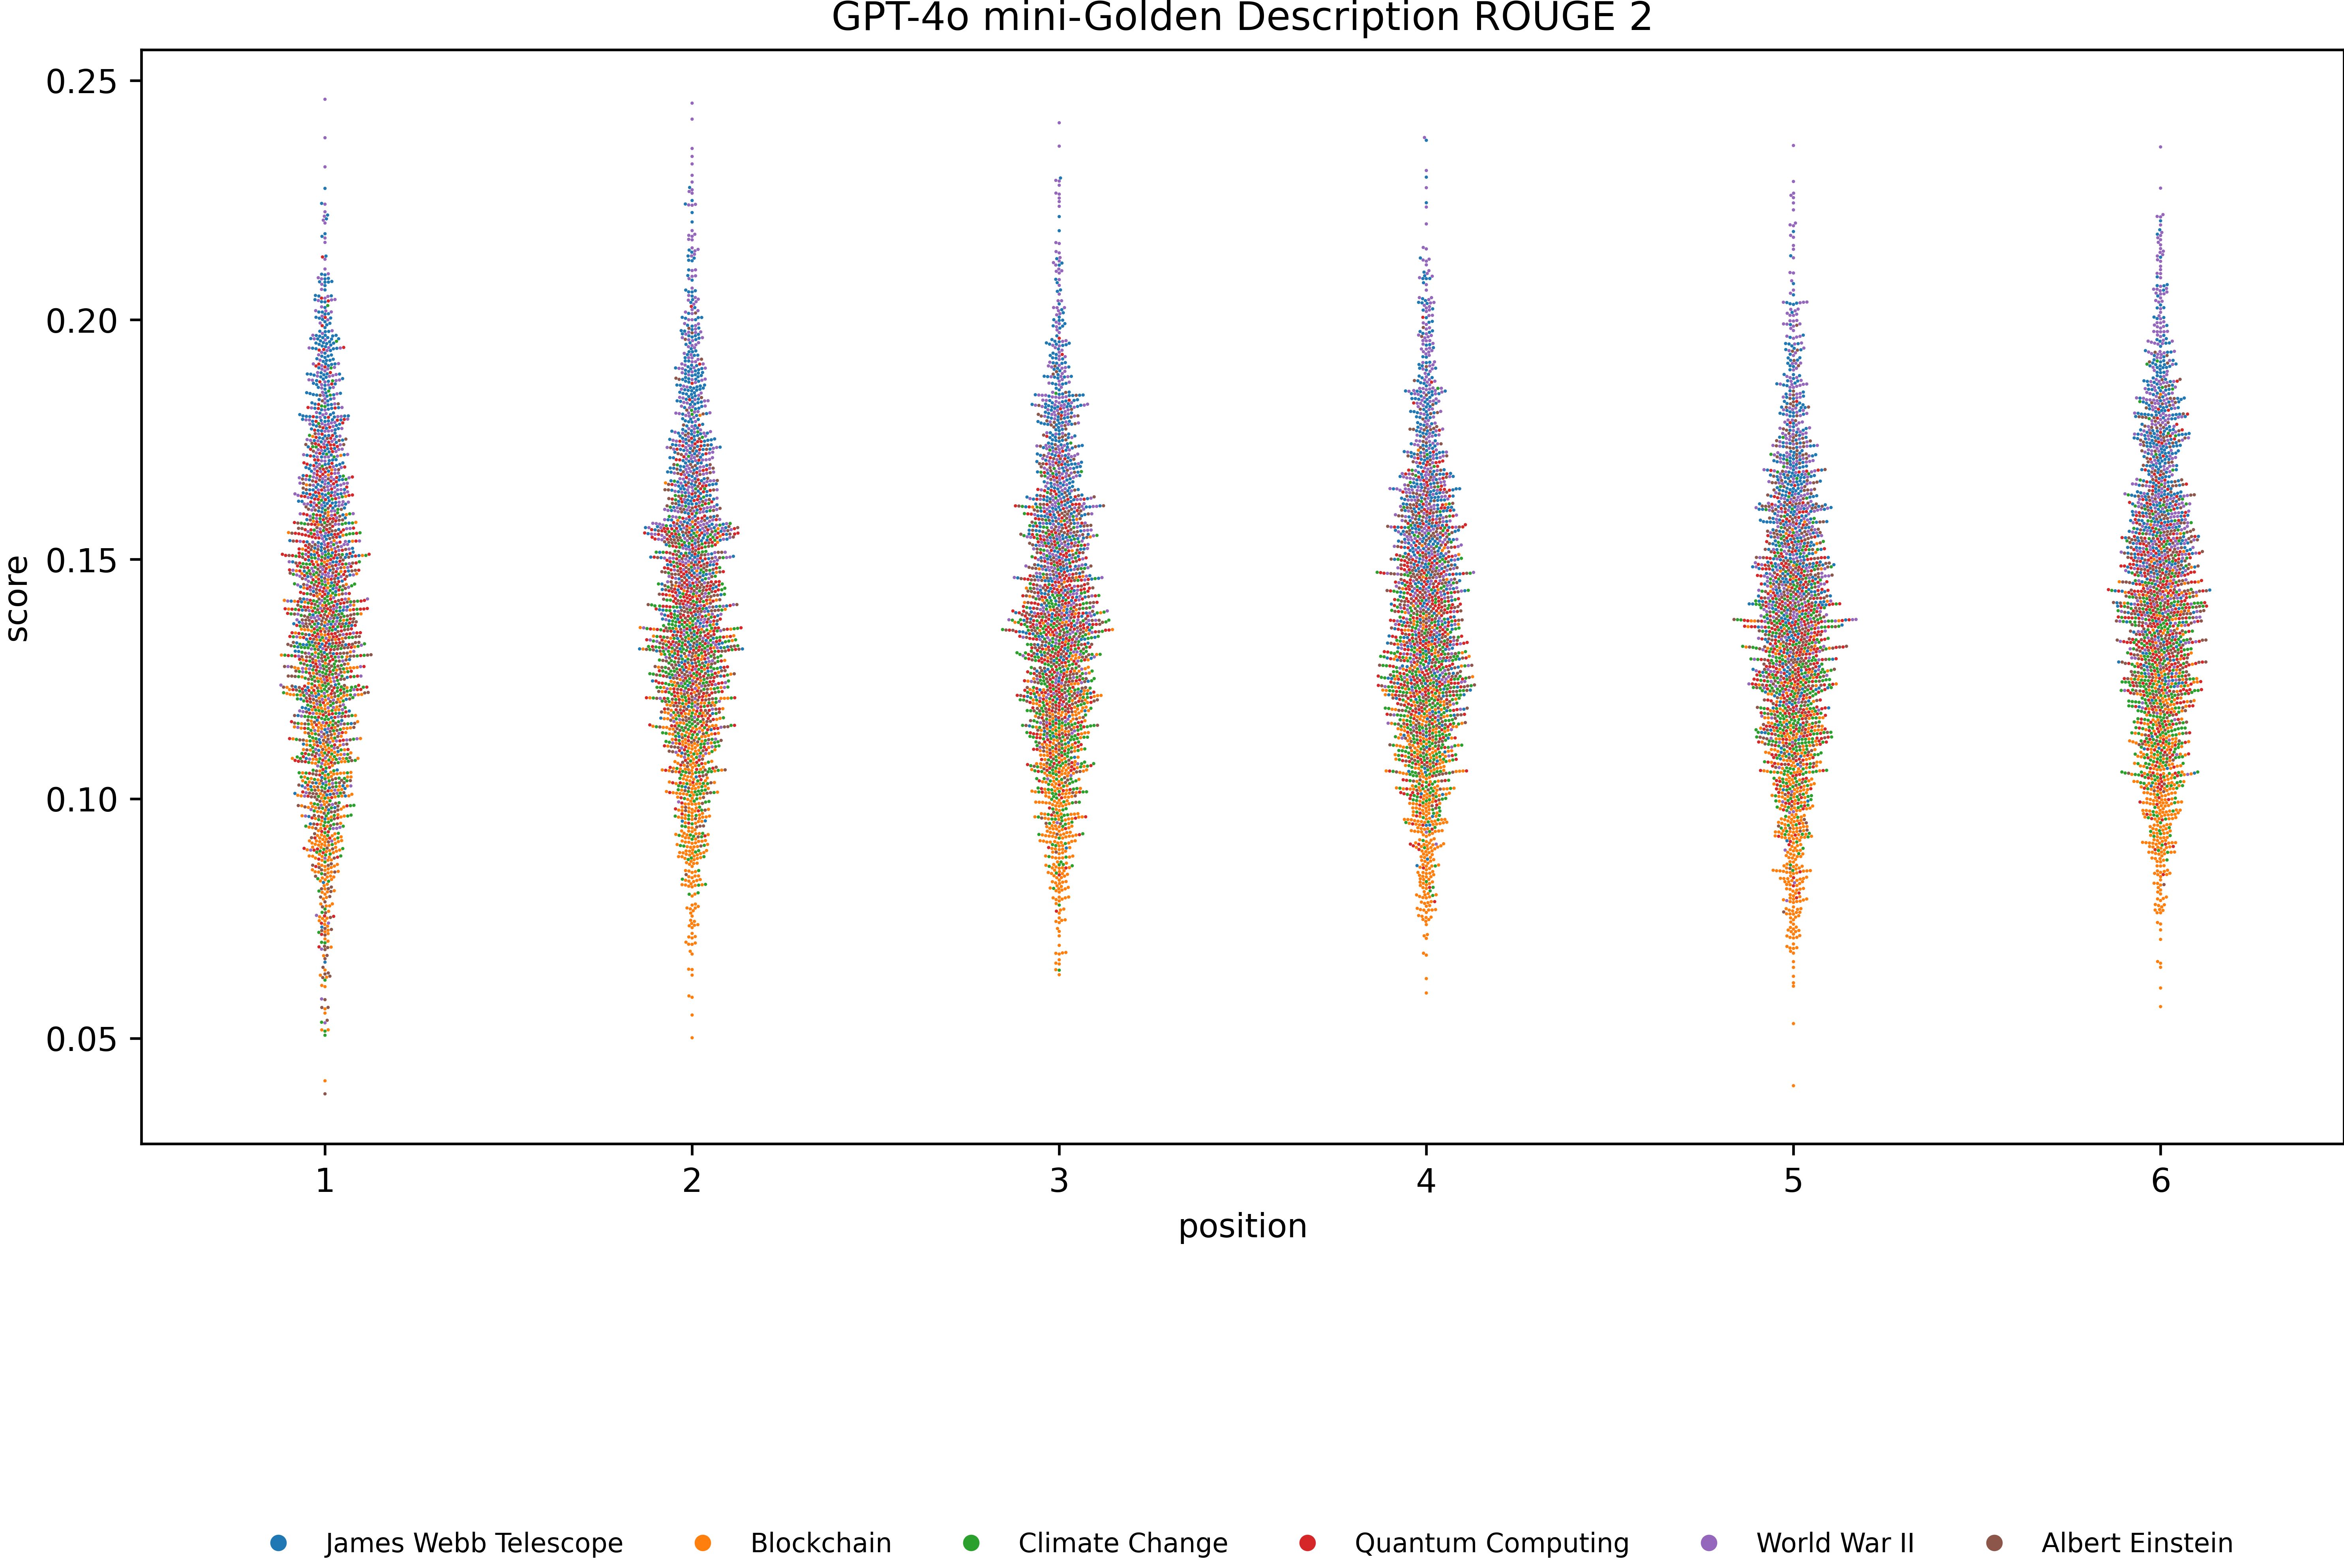 GPT-4o mini-Golden Description ROUGE 2
0.25
0.20
0.15
0.10
0.05
score
1 2 3 4 5 6
position
James Webb Telescope Blockchain Climate Change Quantum Computing World War II Albert Einstein